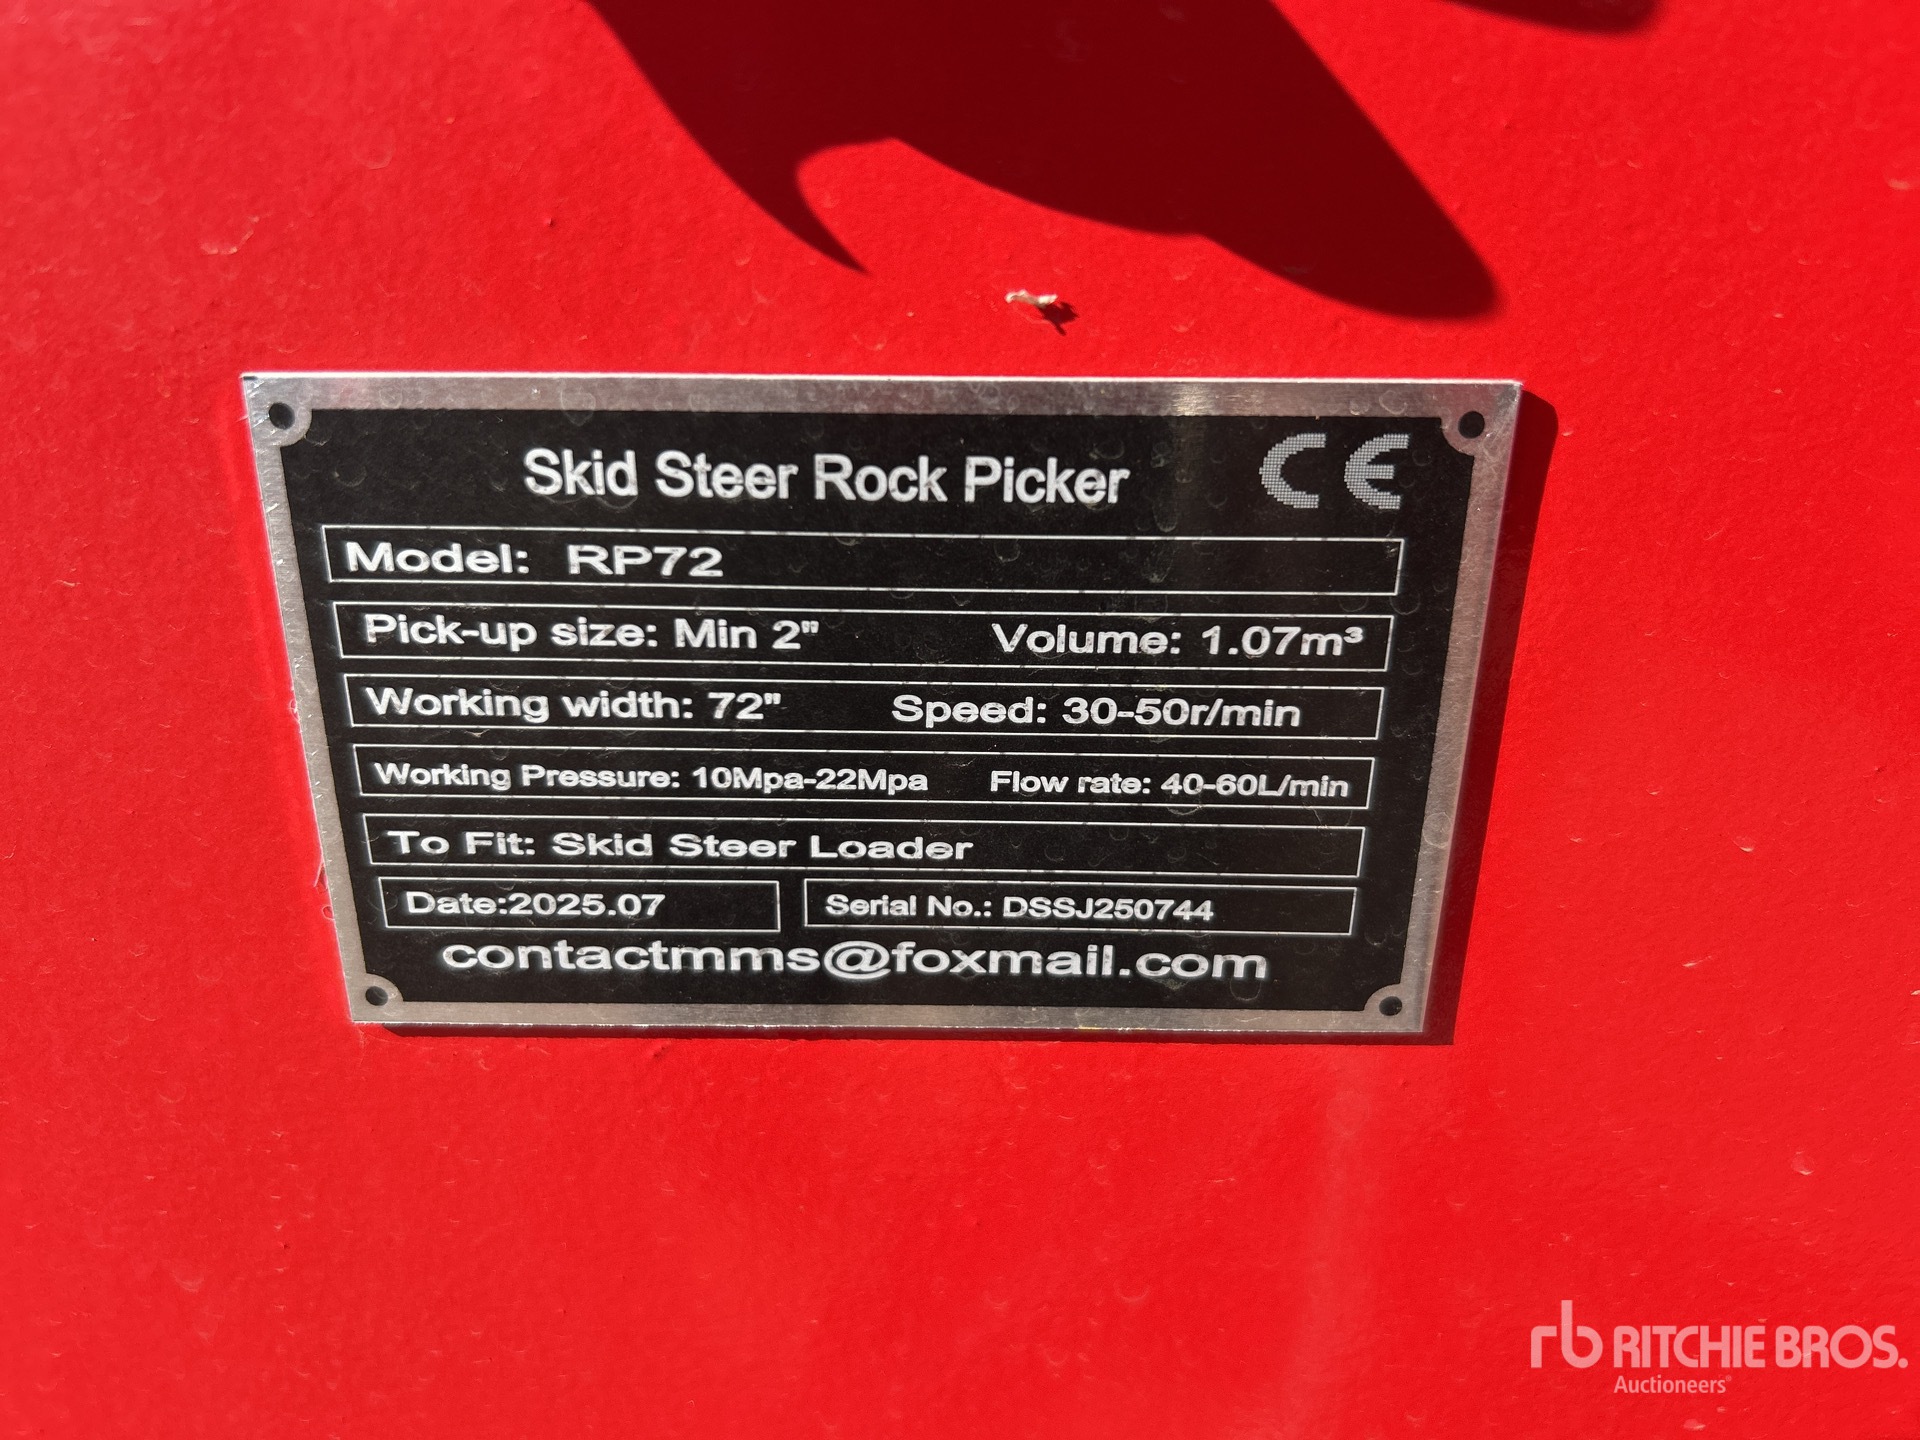 Skid Steer Rock Picker CE
Model: RP72
Pick-up size: Min 2" Volume: 1.07m³
Working width: 72" Speed: 30-50r/min
Working Pressure: 10Mpa-22Mpa Flow rate: 40-60L/min
To Fit: Skid Steer Loader
Date:2025.07 Serial No.: DSSJ250744
contactmms@foxmail.com
rb RITCHIE BROS.
Auctioneers®